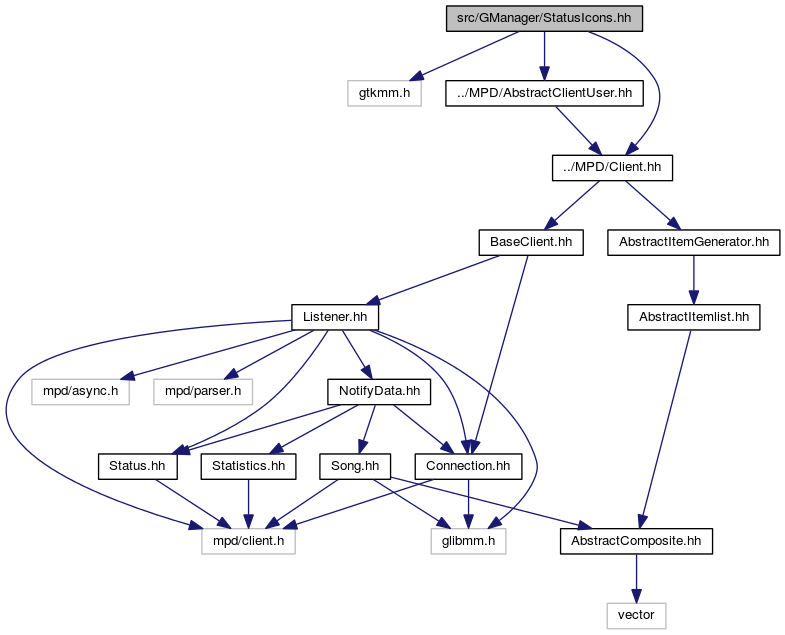 src/GManager/StatusIcons.hh
gtkmm.h
../MPD/AbstractClientUser.hh
../MPD/Client.hh
BaseClient.hh
AbstractItemGenerator.hh
Listener.hh
AbstractItemlist.hh
mpd/async.h
mpd/parser.h
NotifyData.hh
Status.hh
Statistics.hh
Song.hh
Connection.hh
mpd/client.h
glibmm.h
AbstractComposite.hh
vector